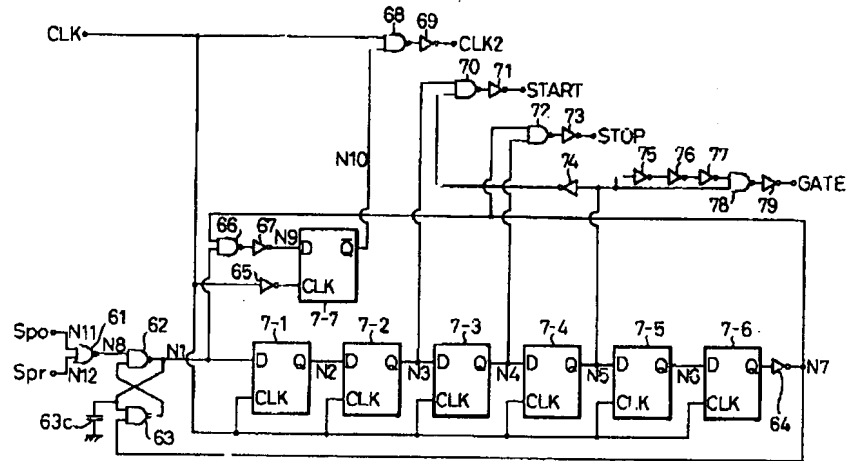 68 69
CLK CLK2
70 71
START
72 73
STOP
74
75 76 77
GATE
78 79
N10
66 67 N9 D Q̅
65 CLK
7-7
Spo N11 61 62
N8 N1
Spr N12
63c 63
7-1 7-2 7-3 7-4 7-5 7-6
D Q N2 D Q N3 D Q N4 D Q N5 D Q N6 D Q N7
CLK CLK CLK CLK CLK CLK
64